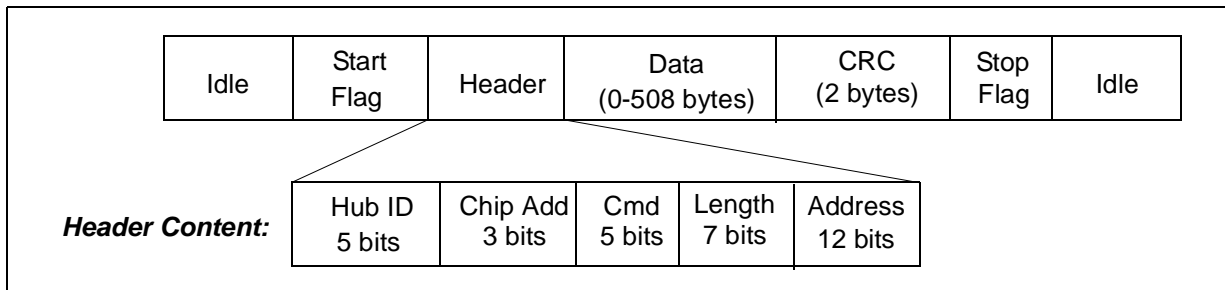 Idle
Start
Flag
Header
Data
(0-508 bytes)
CRC
(2 bytes)
Stop
Flag
Idle
Header Content:
Hub ID
5 bits
Chip Add
3 bits
Cmd
5 bits
Length
7 bits
Address
12 bits